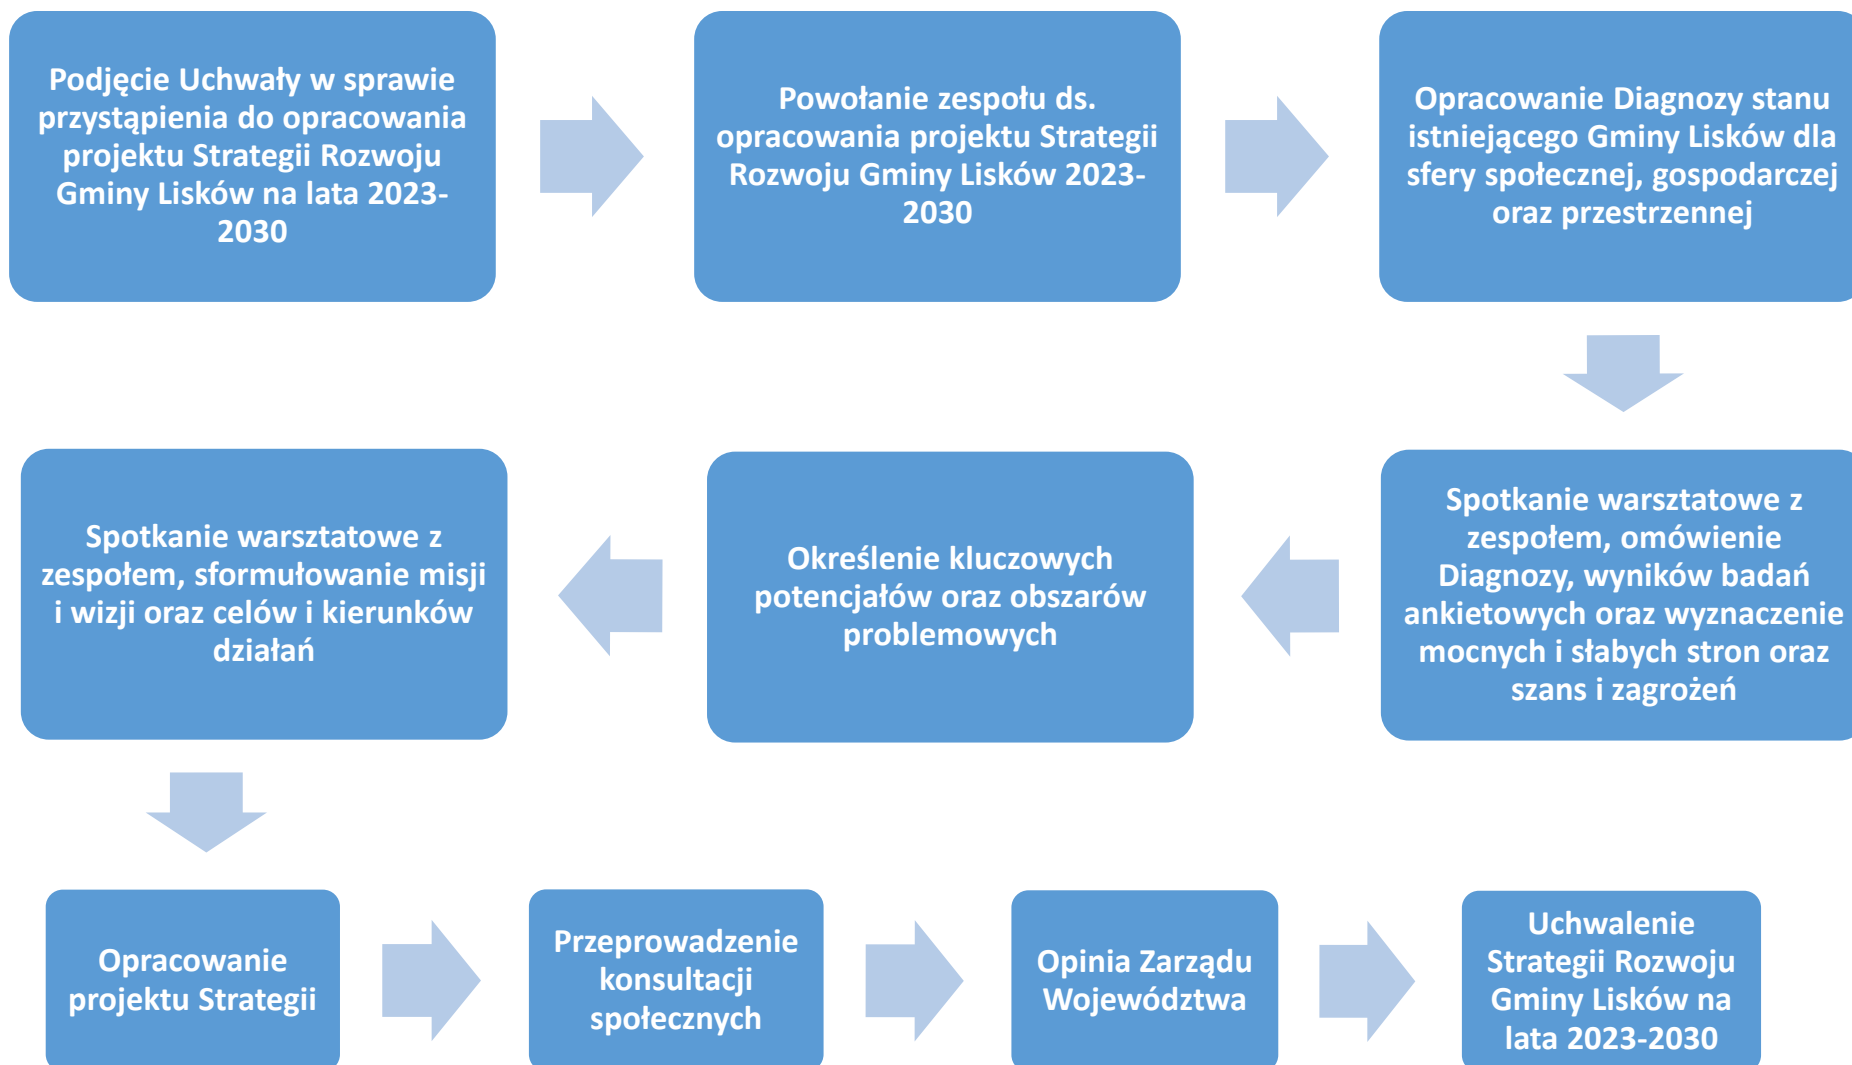 Podjęcie Uchwały w sprawie
przystąpienia do opracowania
projektu Strategii Rozwoju
Gminy Lisków na lata 2023-
2030
Powołanie zespołu ds.
opracowania projektu Strategii
Rozwoju Gminy Lisków 2023-
2030
Opracowanie Diagnozy stanu
istniejącego Gminy Lisków dla
sfery społecznej, gospodarczej
oraz przestrzennej
Spotkanie warsztatowe z
zespołem, omówienie
Diagnozy, wyników badań
ankietowych oraz wyznaczenie
mocnych i słabych stron oraz
szans i zagrożeń
Określenie kluczowych
potencjałów oraz obszarów
problemowych
Spotkanie warsztatowe z
zespołem, sformułowanie misji
i wizji oraz celów i kierunków
działań
Opracowanie
projektu Strategii
Przeprowadzenie
konsultacji
społecznych
Opinia Zarządu
Województwa
Uchwalenie
Strategii Rozwoju
Gminy Lisków na
lata 2023-2030